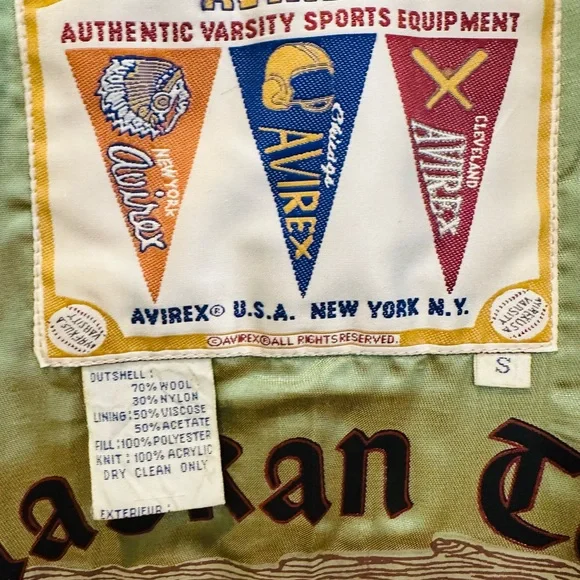 AUTHENTIC VARSITY SPORTS EQUIPMENT
NEW YORK
Avirex
Chicago
AVIREX
CLEVELAND
AVIREX
AVIREX® U.S.A. NEW YORK N.Y.
©AVIREX®ALL RIGHTS RESERVED.
S
OUTSHELL:
70% WOOL
30% NYLON
LINING:50% VISCOSE
50% ACETATE
FILL:100% POLYESTER
KNIT:100% ACRYLIC
DRY CLEAN ONLY
EXTERIEUR: